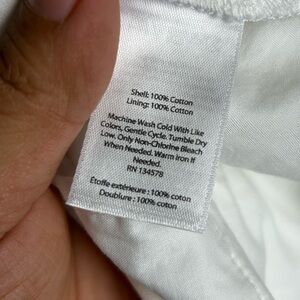 Shell: 100% Cotton
Lining: 100% Cotton
Machine Wash Cold With Like
Colors, Gentle Cycle. Tumble Dry
Low. Only Non-Chlorine Bleach
When Needed. Warm Iron If
Needed.
RN 134578
Étoffe extérieure : 100% coton
Doublure : 100% coton